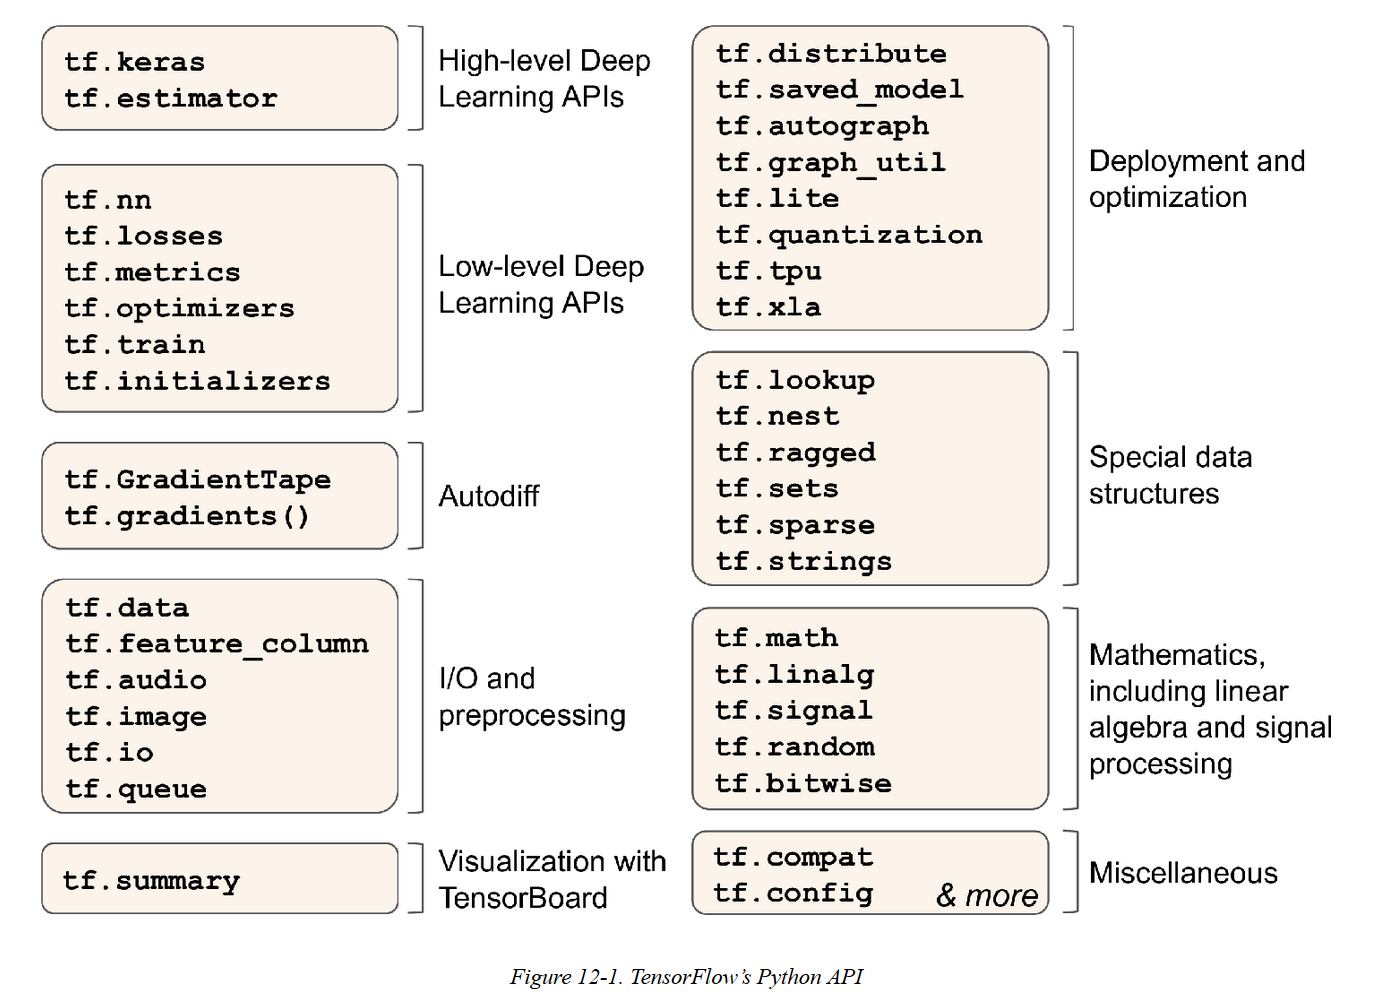 tf.keras
tf.estimator
High-level Deep
Learning APIs
tf.nn
tf.losses
tf.metrics
tf.optimizers
tf.train
tf.initializers
Low-level Deep
Learning APIs
tf.GradientTape
tf.gradients()
Autodiff
tf.data
tf.feature_column
tf.audio
tf.image
tf.io
tf.queue
I/O and
preprocessing
tf.summary
Visualization with
TensorBoard
tf.distribute
tf.saved_model
tf.autograph
tf.graph_util
tf.lite
tf.quantization
tf.tpu
tf.xla
Deployment and
optimization
tf.lookup
tf.nest
tf.ragged
tf.sets
tf.sparse
tf.strings
Special data
structures
tf.math
tf.linalg
tf.signal
tf.random
tf.bitwise
Mathematics,
including linear
algebra and signal
processing
tf.compat
tf.config & more
Miscellaneous
Figure 12-1. TensorFlow’s Python API